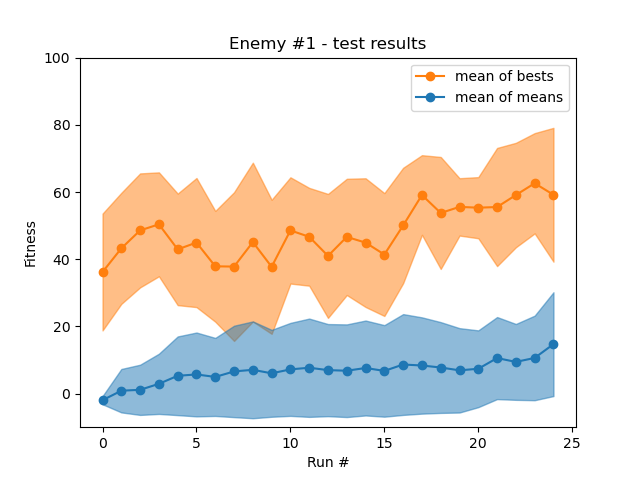 Enemy #1 - test results
mean of bests
mean of means
100
80
60
40
20
0
Fitness
0 5 10 15 20 25
Run #